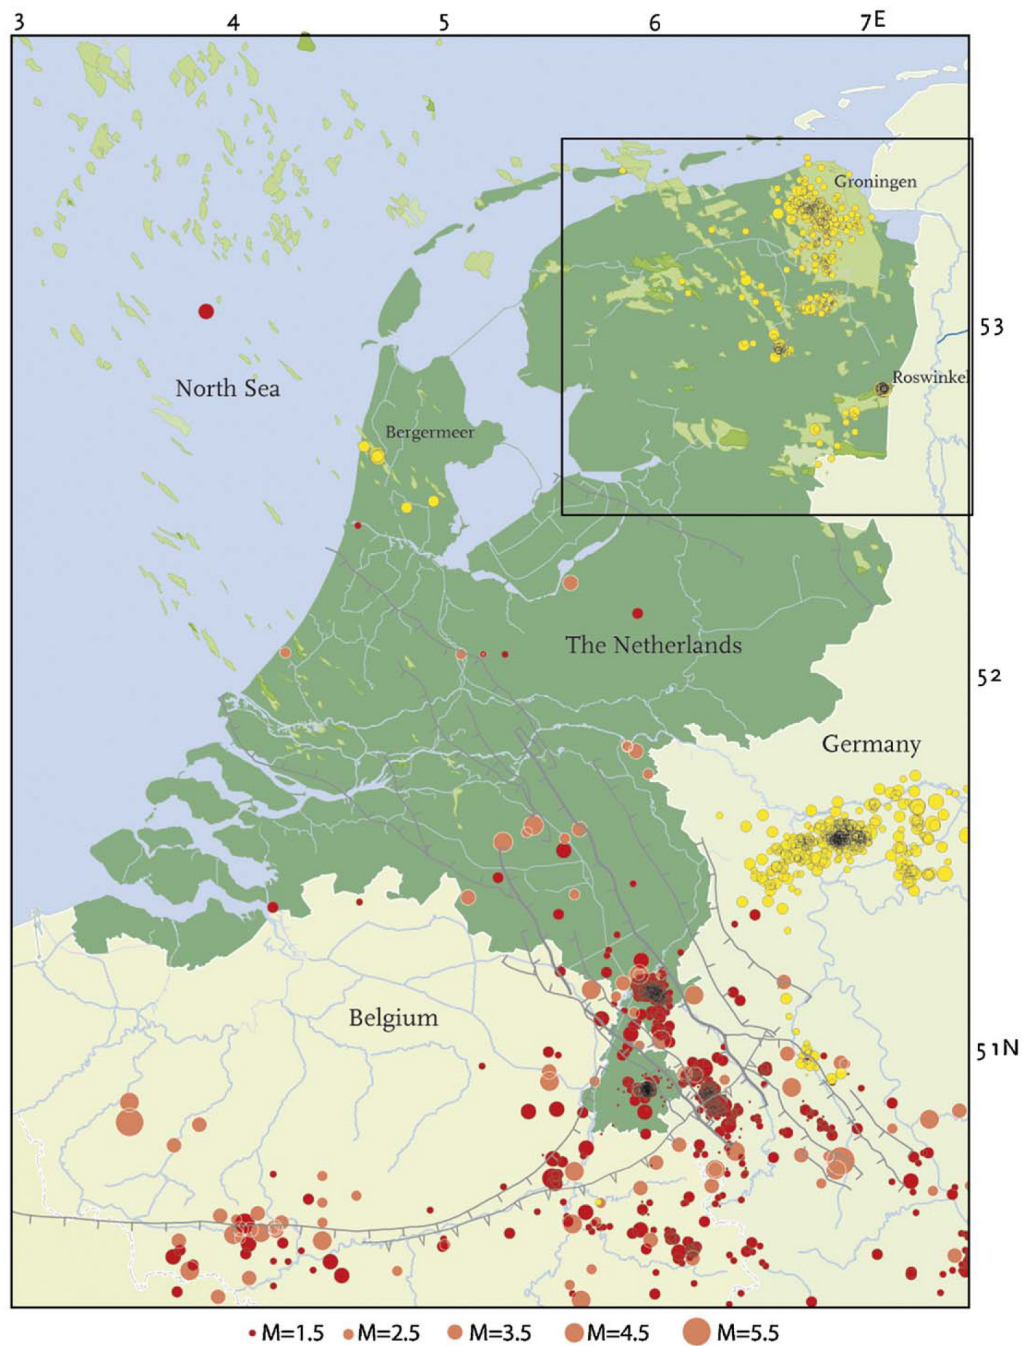 3 4 5 6 7E
Groningen
53
North Sea
Roswinkel
Bergermeer
The Netherlands
52
Germany
Belgium
51N
M=1.5 M=2.5 M=3.5 M=4.5 M=5.5